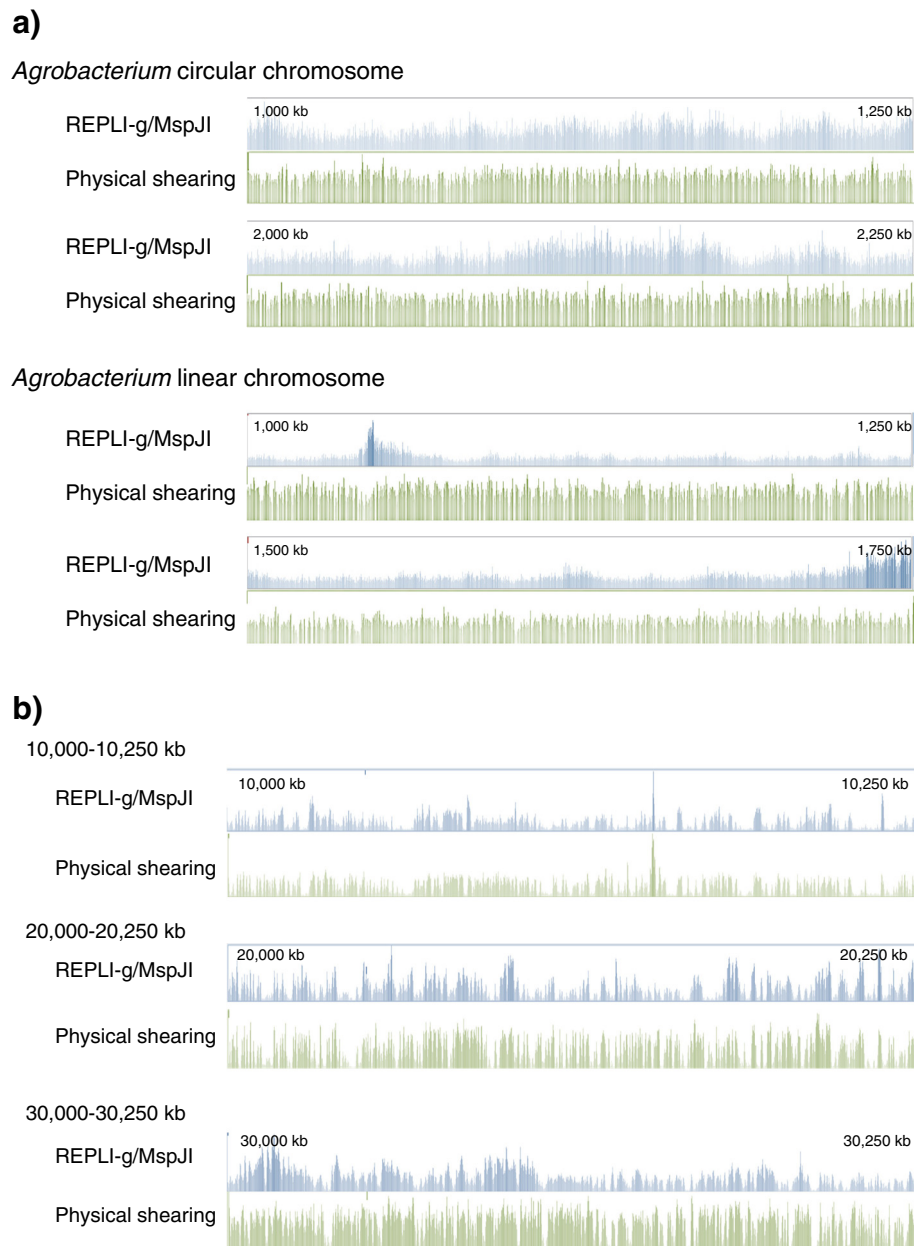 a)
Agrobacterium circular chromosome
REPLI-g/MspJI
1,000 kb 1,250 kb
Physical shearing
REPLI-g/MspJI
2,000 kb 2,250 kb
Physical shearing
Agrobacterium linear chromosome
REPLI-g/MspJI
1,000 kb 1,250 kb
Physical shearing
REPLI-g/MspJI
1,500 kb 1,750 kb
Physical shearing
b)
10,000-10,250 kb
REPLI-g/MspJI
10,000 kb 10,250 kb
Physical shearing
20,000-20,250 kb
REPLI-g/MspJI
20,000 kb 20,250 kb
Physical shearing
30,000-30,250 kb
REPLI-g/MspJI
30,000 kb 30,250 kb
Physical shearing